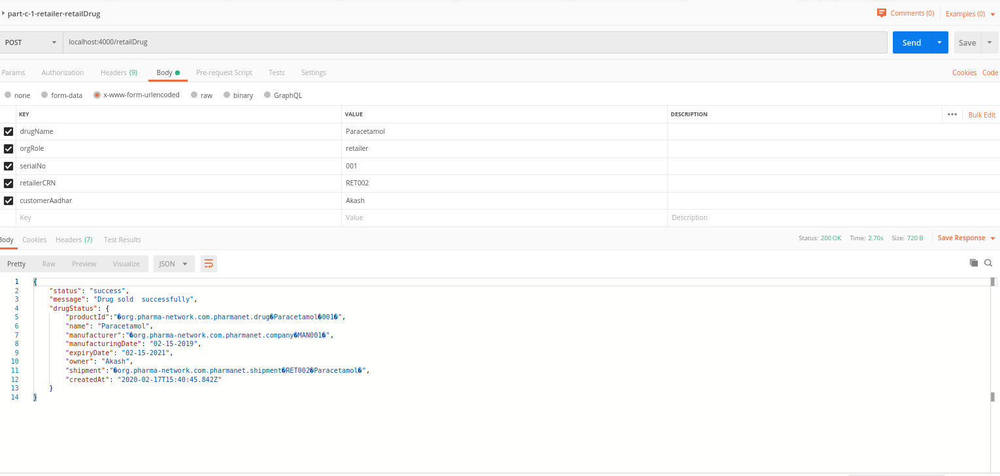 part-c-1-retailer-retailDrug Comments (0) Examples (0)
POST localhost:4000/retailDrug Send Save
Params Authorization Headers (9) Body Pre-request Script Tests Settings Cookies Code
none form-data x-www-form-urlencoded raw binary GraphQL
KEY VALUE DESCRIPTION ••• Bulk Edit
drugName Paracetamol
orgRole retailer
serialNo 001
retailerCRN RET002
customerAadhar Akash
Key Value Description
Body Cookies Headers (7) Test Results Status: 200 OK Time: 2.70s Size: 720 B Save Response
Pretty Raw Preview Visualize JSON
1 {
2 "status": "success",
3 "message": "Drug sold  successfully",
4 "drugStatus": {
5 "productId":"�org.pharma-network.com.pharmanet.drug�Paracetamol�001�",
6 "name": "Paracetamol",
7 "manufacturer":"�org.pharma-network.com.pharmanet.company�MAN001�",
8 "manufacturingDate": "02-15-2019",
9 "expiryDate": "02-15-2021",
10 "owner": "Akash",
11 "shipment":"�org.pharma-network.com.pharmanet.shipment�RET002�Paracetamol�",
12 "createdAt": "2020-02-17T15:40:45.842Z"
13 }
14 }